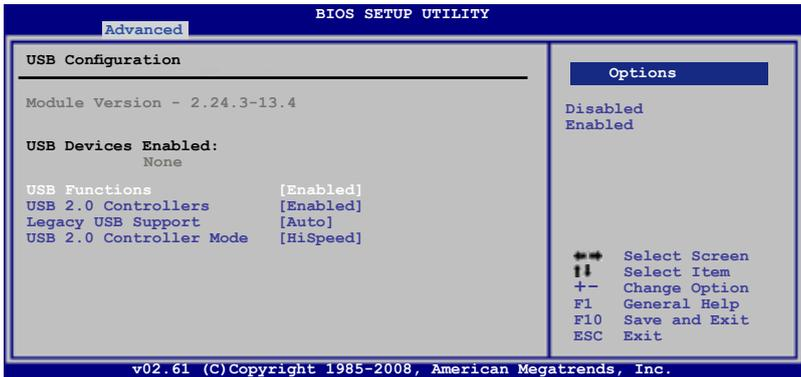 BIOS SETUP UTILITY
Advanced
USB Configuration
Module Version - 2.24.3-13.4
USB Devices Enabled:
None
USB Functions [Enabled]
USB 2.0 Controllers [Enabled]
Legacy USB Support [Auto]
USB 2.0 Controller Mode [HiSpeed]
Options
Disabled
Enabled
←→ Select Screen
↑↓ Select Item
+- Change Option
F1 General Help
F10 Save and Exit
ESC Exit
v02.61 (C)Copyright 1985-2008, American Megatrends, Inc.